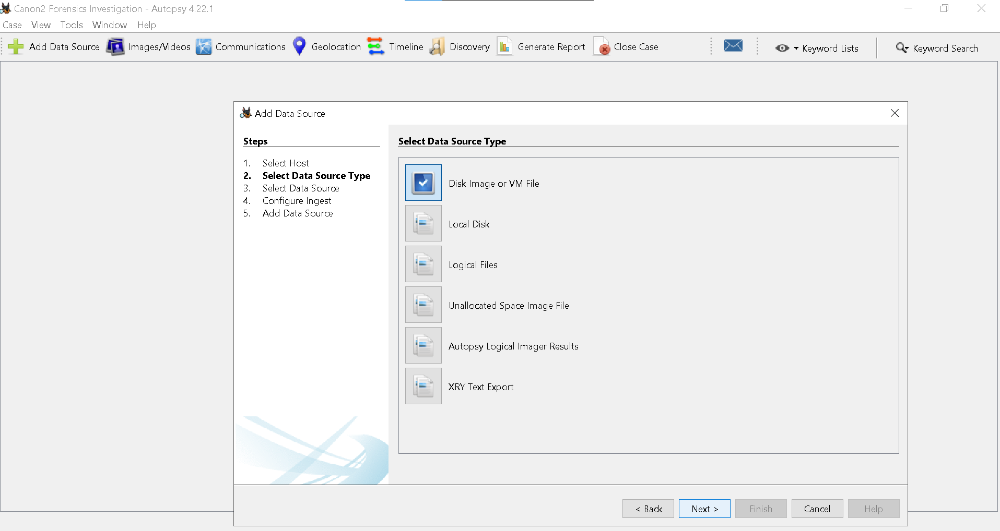 Canon2 Forensics Investigation - Autopsy 4.22.1
Case View Tools Window Help
Add Data Source Images/Videos Communications Geolocation Timeline Discovery Generate Report Close Case Keyword Lists Keyword Search
Add Data Source
Steps
1. Select Host
2. Select Data Source Type
3. Select Data Source
4. Configure Ingest
5. Add Data Source
Select Data Source Type
Disk Image or VM File
Local Disk
Logical Files
Unallocated Space Image File
Autopsy Logical Imager Results
XRY Text Export
< Back Next > Finish Cancel Help